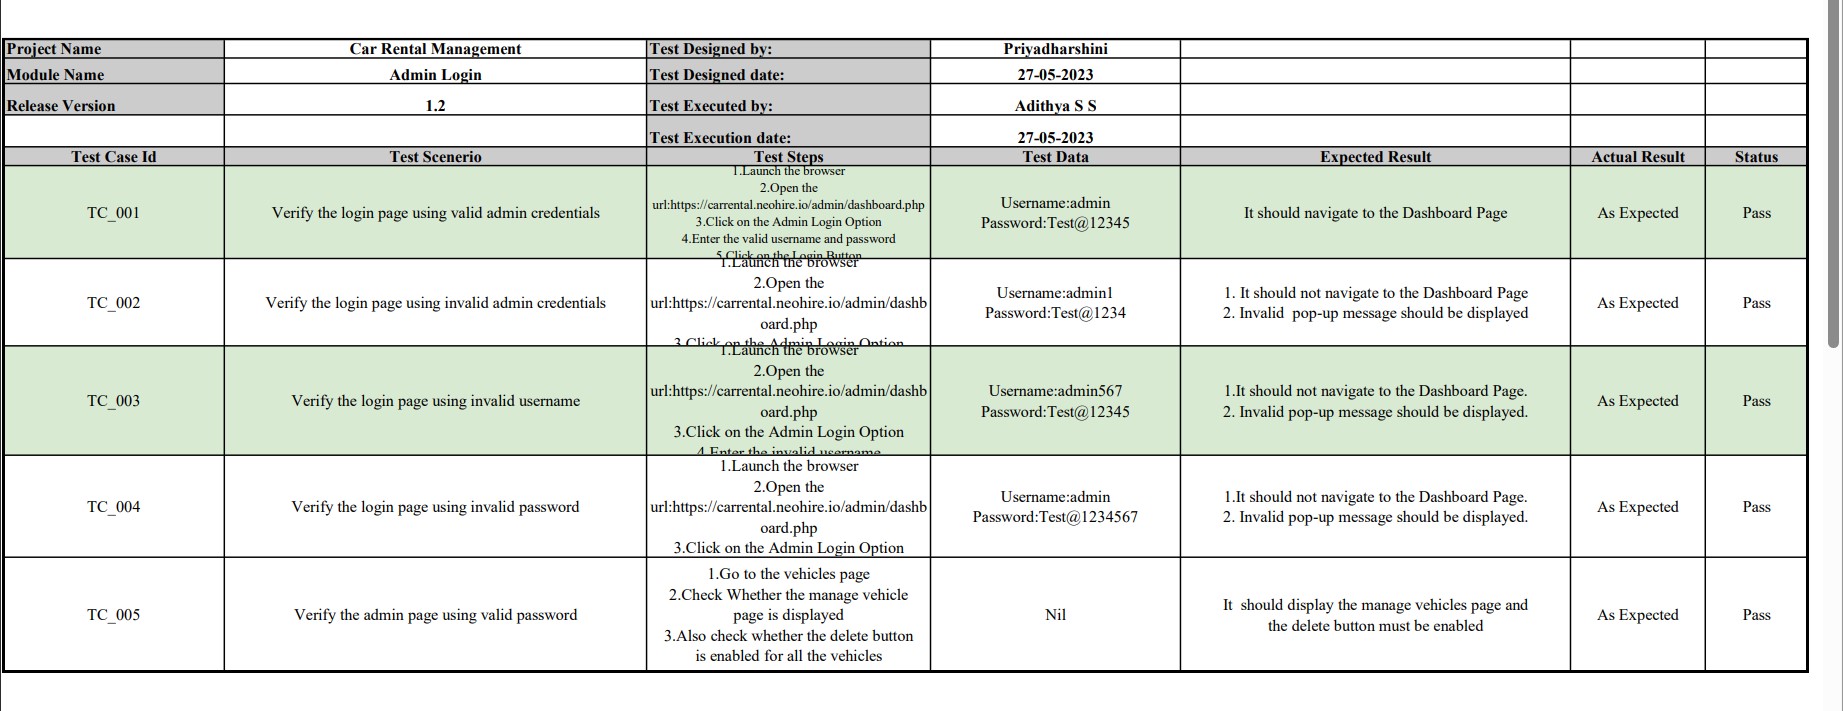 Project Name Car Rental Management Test Designed by: Priyadharshini
Module Name Admin Login Test Designed date: 27-05-2023
Release Version 1.2 Test Executed by: Adithya S S
Test Execution date: 27-05-2023
Test Case Id Test Scenerio Test Steps Test Data Expected Result Actual Result Status
TC_001
Verify the login page using valid admin credentials
1.Launch the browser
2.Open the
url:https://carrental.neohire.io/admin/dashboard.php
3.Click on the Admin Login Option
4.Enter the valid username and password
5.Click on the Login Button
Username:admin
Password:Test@12345
It should navigate to the Dashboard Page
As Expected
Pass
TC_002
Verify the login page using invalid admin credentials
1.Launch the browser
2.Open the
url:https://carrental.neohire.io/admin/dashb
oard.php
3.Click on the Admin Login Option
Username:admin1
Password:Test@1234
1. It should not navigate to the Dashboard Page
2. Invalid  pop-up message should be displayed
As Expected
Pass
TC_003
Verify the login page using invalid username
1.Launch the browser
2.Open the
url:https://carrental.neohire.io/admin/dashb
oard.php
3.Click on the Admin Login Option
4.Enter the invalid username
Username:admin567
Password:Test@12345
1.It should not navigate to the Dashboard Page.
2. Invalid pop-up message should be displayed.
As Expected
Pass
TC_004
Verify the login page using invalid password
1.Launch the browser
2.Open the
url:https://carrental.neohire.io/admin/dashb
oard.php
3.Click on the Admin Login Option
Username:admin
Password:Test@1234567
1.It should not navigate to the Dashboard Page.
2. Invalid pop-up message should be displayed.
As Expected
Pass
TC_005
Verify the admin page using valid password
1.Go to the vehicles page
2.Check Whether the manage vehicle
page is displayed
3.Also check whether the delete button
is enabled for all the vehicles
Nil
It  should display the manage vehicles page and
the delete button must be enabled
As Expected
Pass